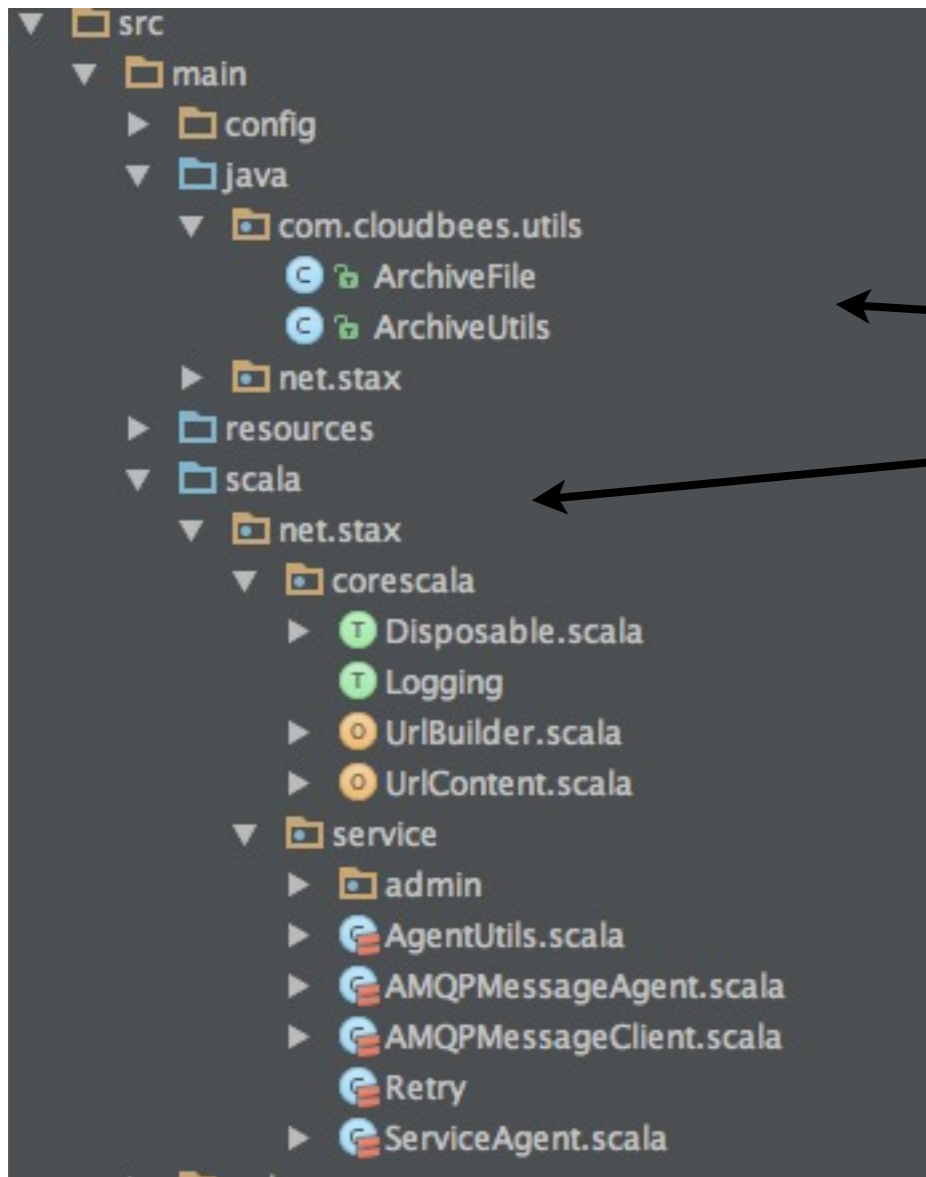 src
main
config
java
com.cloudbees.utils
C ArchiveFile
C ArchiveUtils
net.stax
resources
scala
net.stax
corescala
T Disposable.scala
T Logging
O UrlBuilder.scala
O UrlContent.scala
service
admin
C AgentUtils.scala
C AMQPMessageAgent.scala
C AMQPMessageClient.scala
C Retry
C ServiceAgent.scala